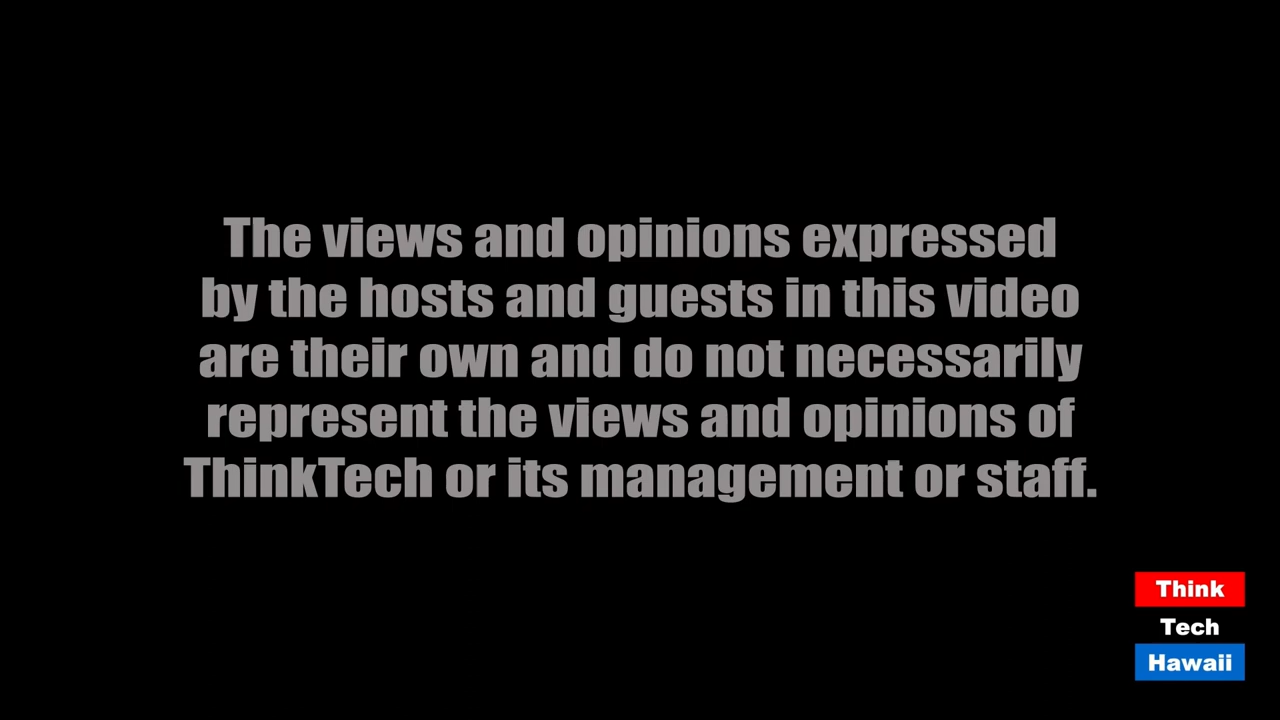 The views and opinions expressed
by the hosts and guests in this video
are their own and do not necessarily
represent the views and opinions of
ThinkTech or its management or staff.
Think
Tech
Hawaii